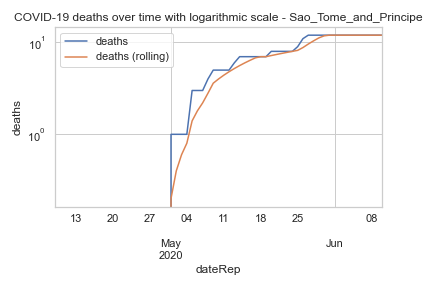 COVID-19 deaths over time with logarithmic scale - Sao_Tome_and_Principe
deaths
deaths (rolling)
10¹
10⁰
deaths
13 20 27 04 11 18 25 08
May Jun
2020
dateRep